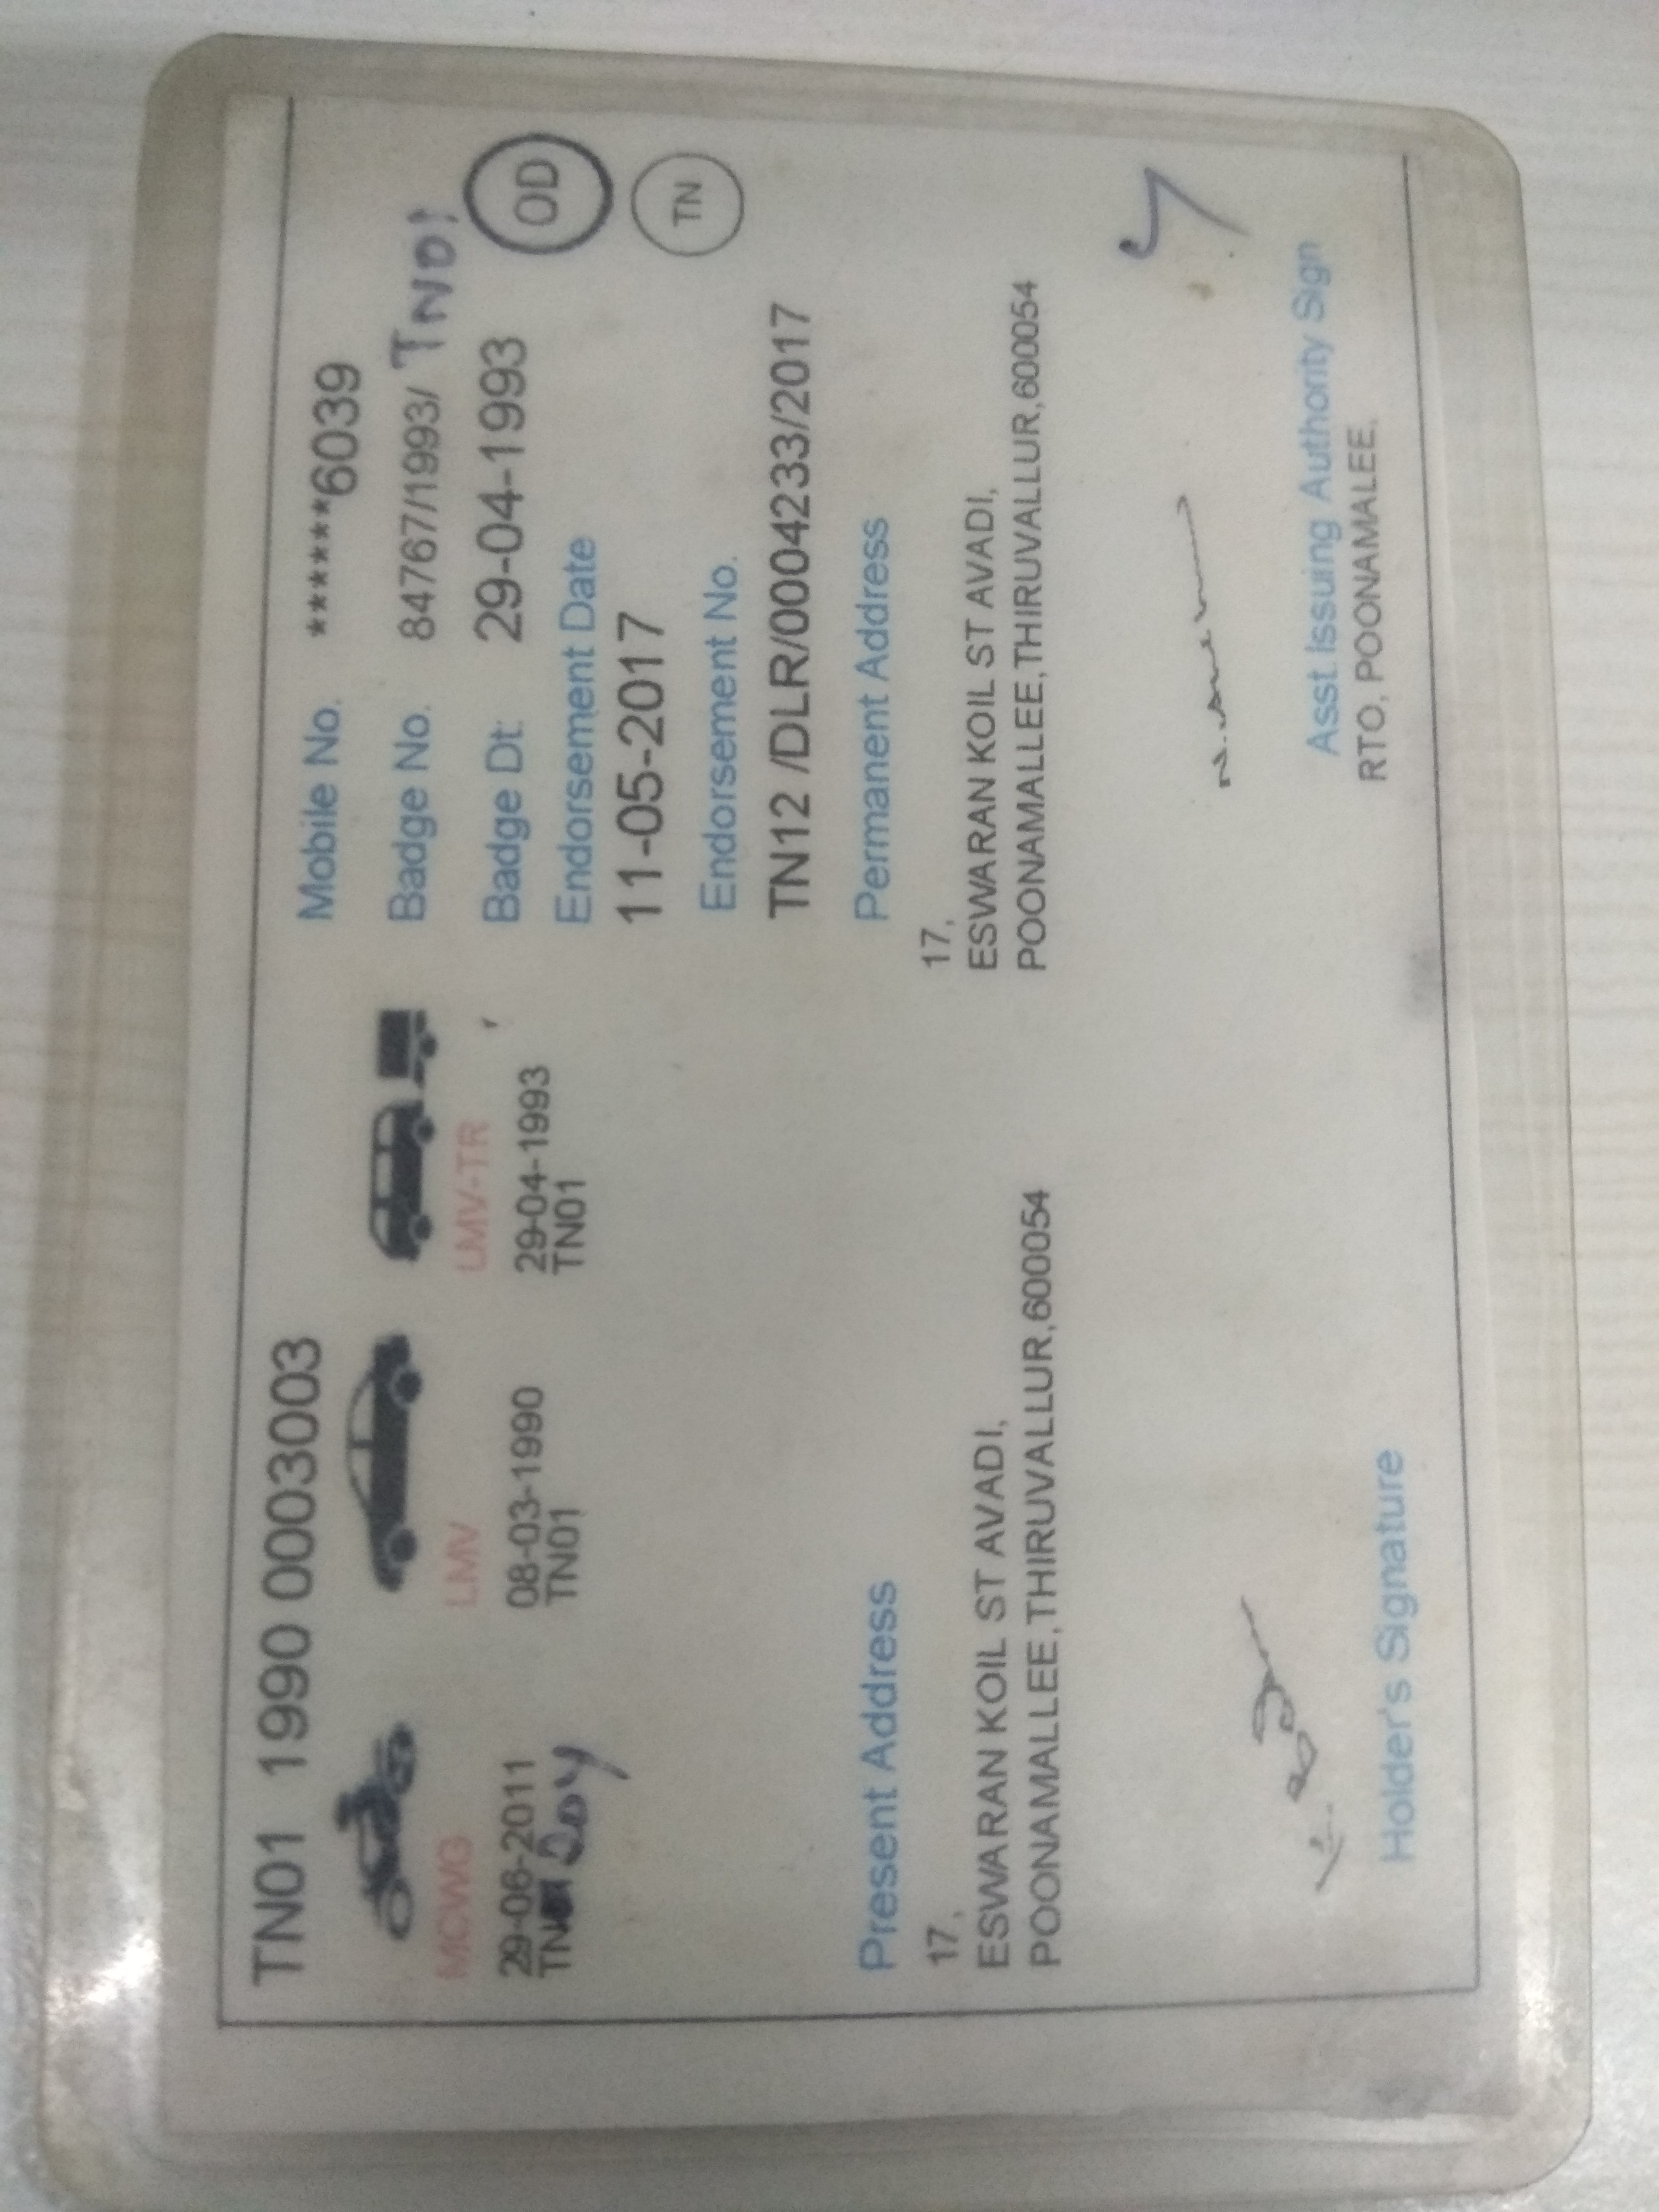 TN01 1990 0003003
MCWG
29-06-2011
TN
LMV
08-03-1990
TN01
LMV-TR
29-04-1993
TN01
Mobile No. ******6039
Badge No. 84767/1993/ TN01
Badge Dt. 29-04-1993
OD
Endorsement Date
11-05-2017
TN
Endorsement No.
TN12 /DLR/0004233/2017
Present Address
17,
ESWARAN KOIL ST AVADI,
POONAMALLEE,THIRUVALLUR,600054
Permanent Address
17,
ESWARAN KOIL ST AVADI,
POONAMALLEE,THIRUVALLUR,600054
Holder's Signature
Asst Issuing Authority Sign
RTO, POONAMALEE,